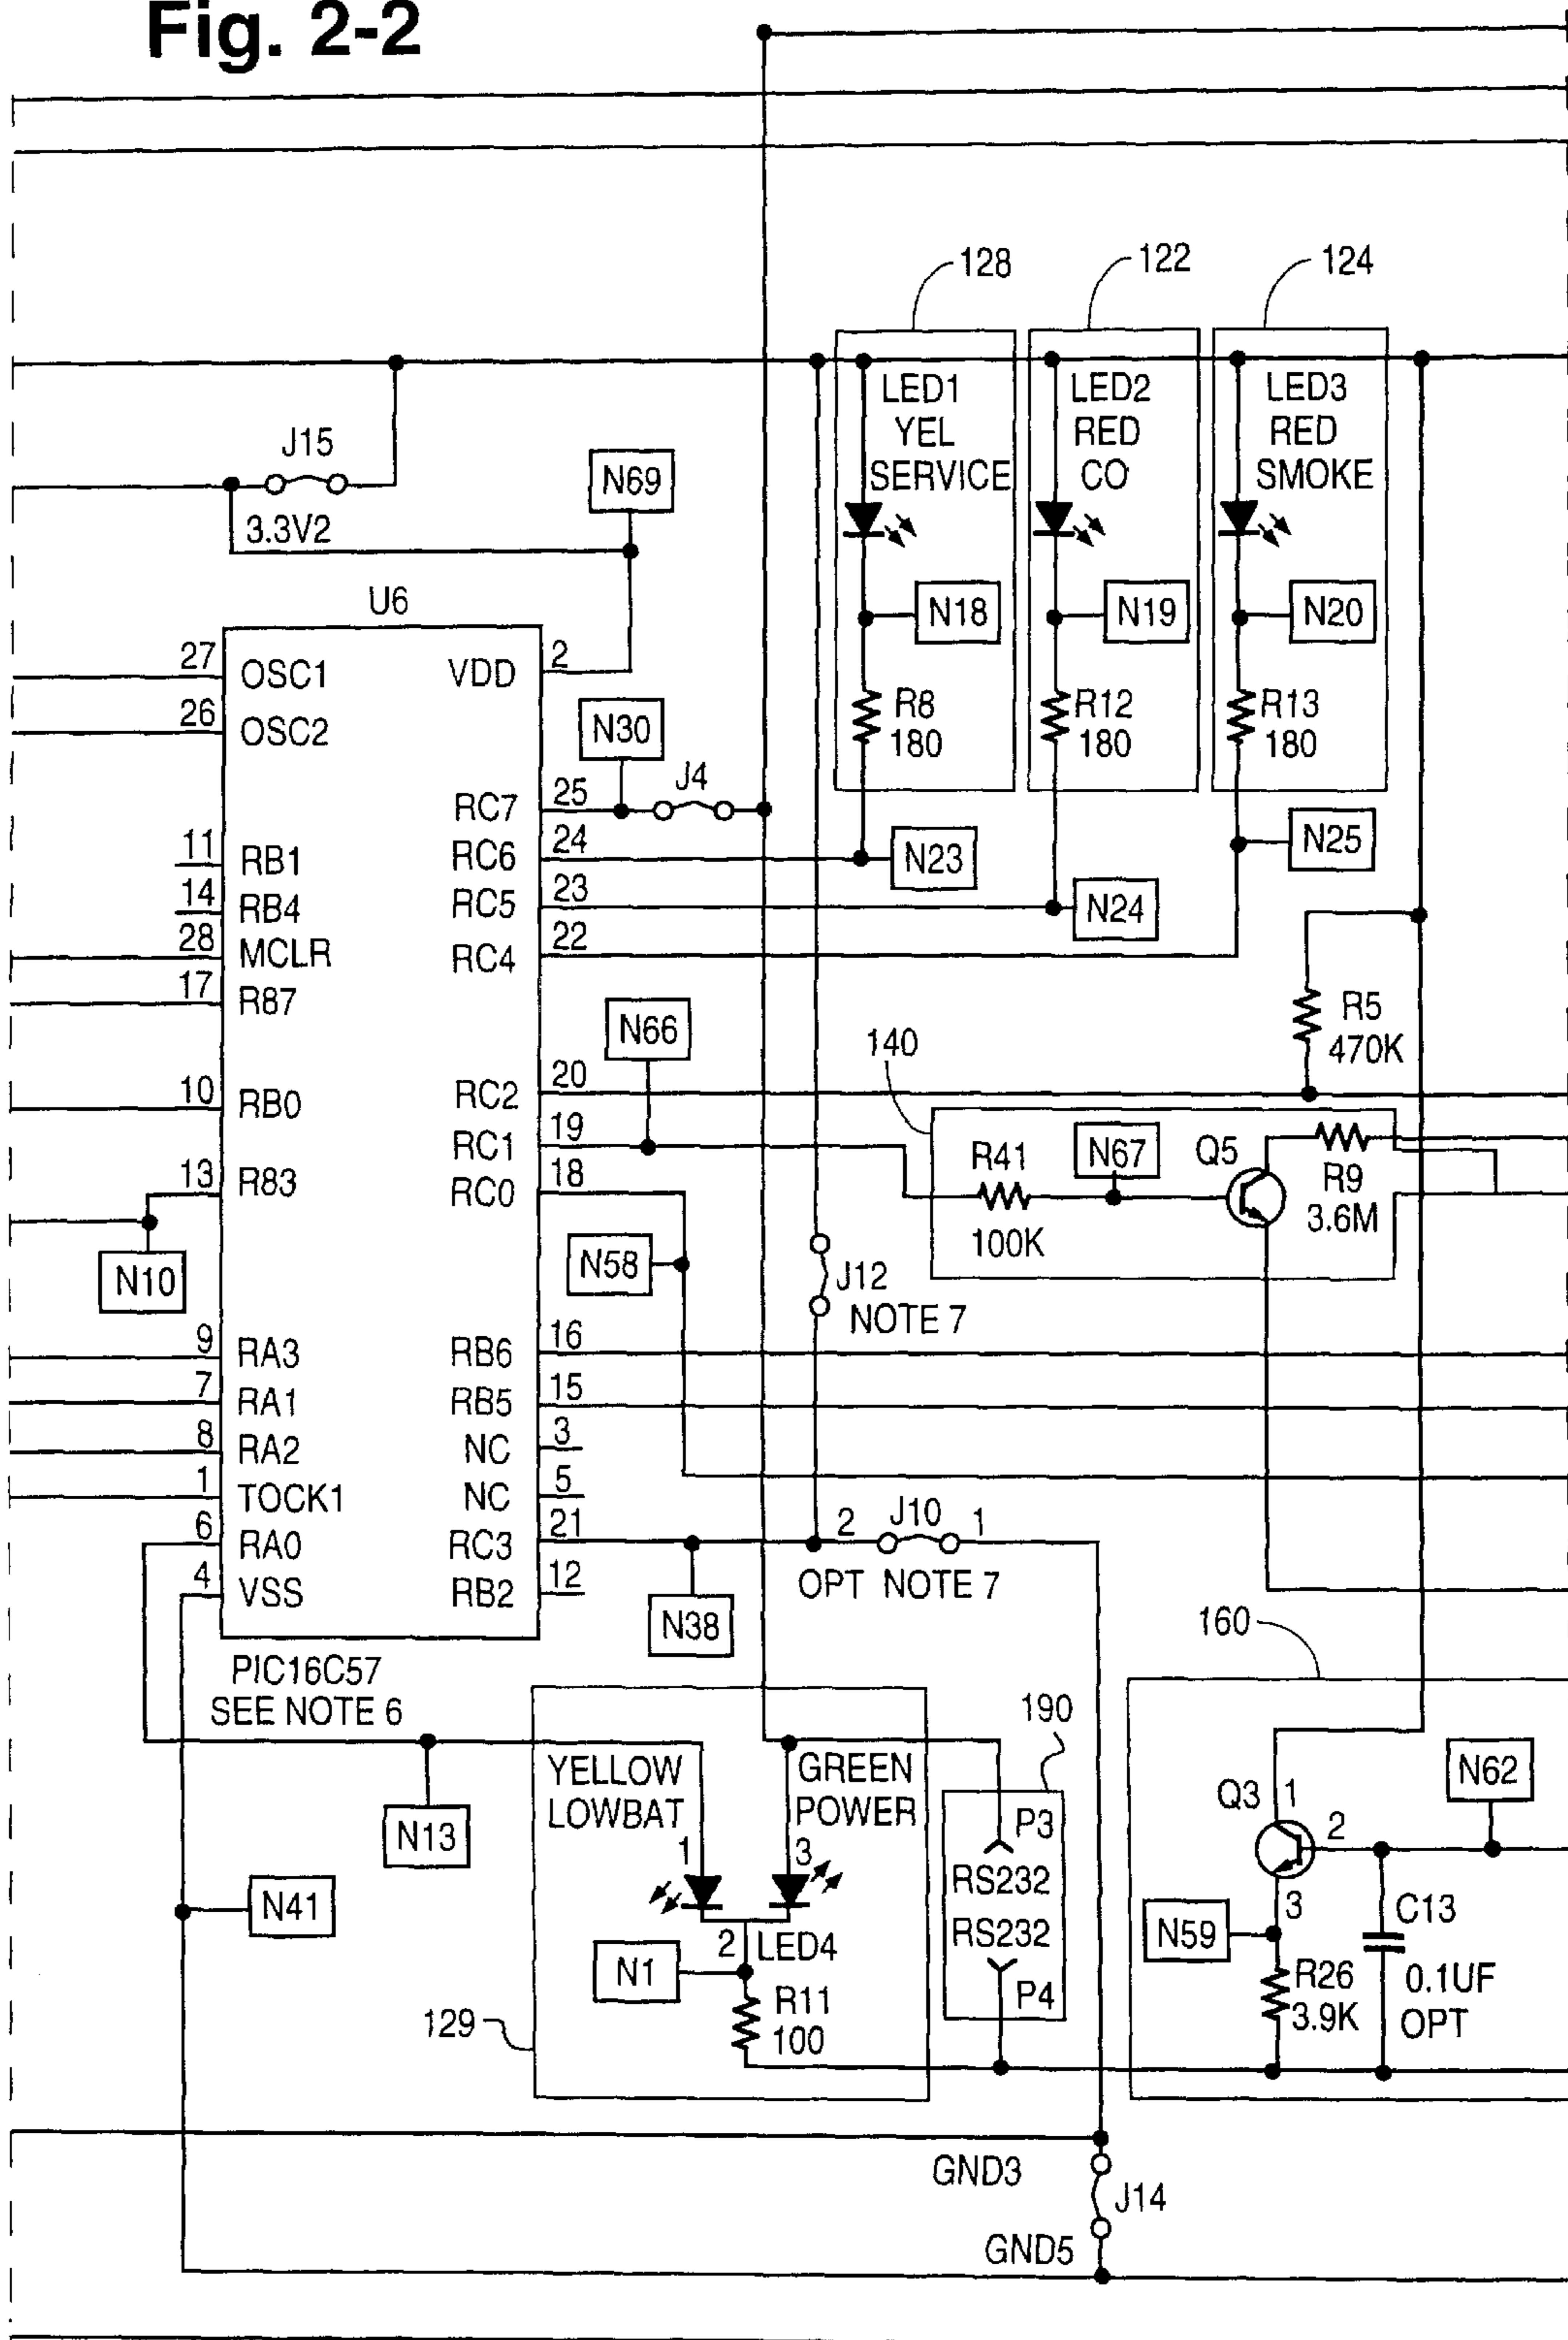 Fig. 2-2
128
122
124
LED1
YEL
SERVICE
LED2
RED
CO
LED3
RED
SMOKE
J15
3.3V2
N69
U6
N18
N19
N20
27
OSC1
VDD
2
26
OSC2
R8
180
R12
180
R13
180
N30
J4
RC7
25
N23
N24
N25
11
RB1
RC6
24
14
RB4
RC5
23
28
MCLR
RC4
22
17
R87
N66
140
R5
470K
10
RB0
RC2
20
RC1
19
13
R83
RC0
18
R41
100K
N67
Q5
R9
3.6M
N10
N58
J12
NOTE 7
9
RA3
RB6
16
7
RA1
RB5
15
8
RA2
NC
3
1
TOCK1
NC
5
6
RA0
RC3
21
2
J10
1
4
VSS
RB2
12
OPT NOTE 7
N38
160
PIC16C57
SEE NOTE 6
190
YELLOW
LOWBAT
GREEN
POWER
N13
1
3
P3
RS232
RS232
P4
Q3
1
2
3
N62
N41
2
LED4
N1
R11
100
129
N59
C13
0.1UF
OPT
R26
3.9K
GND3
J14
GND5